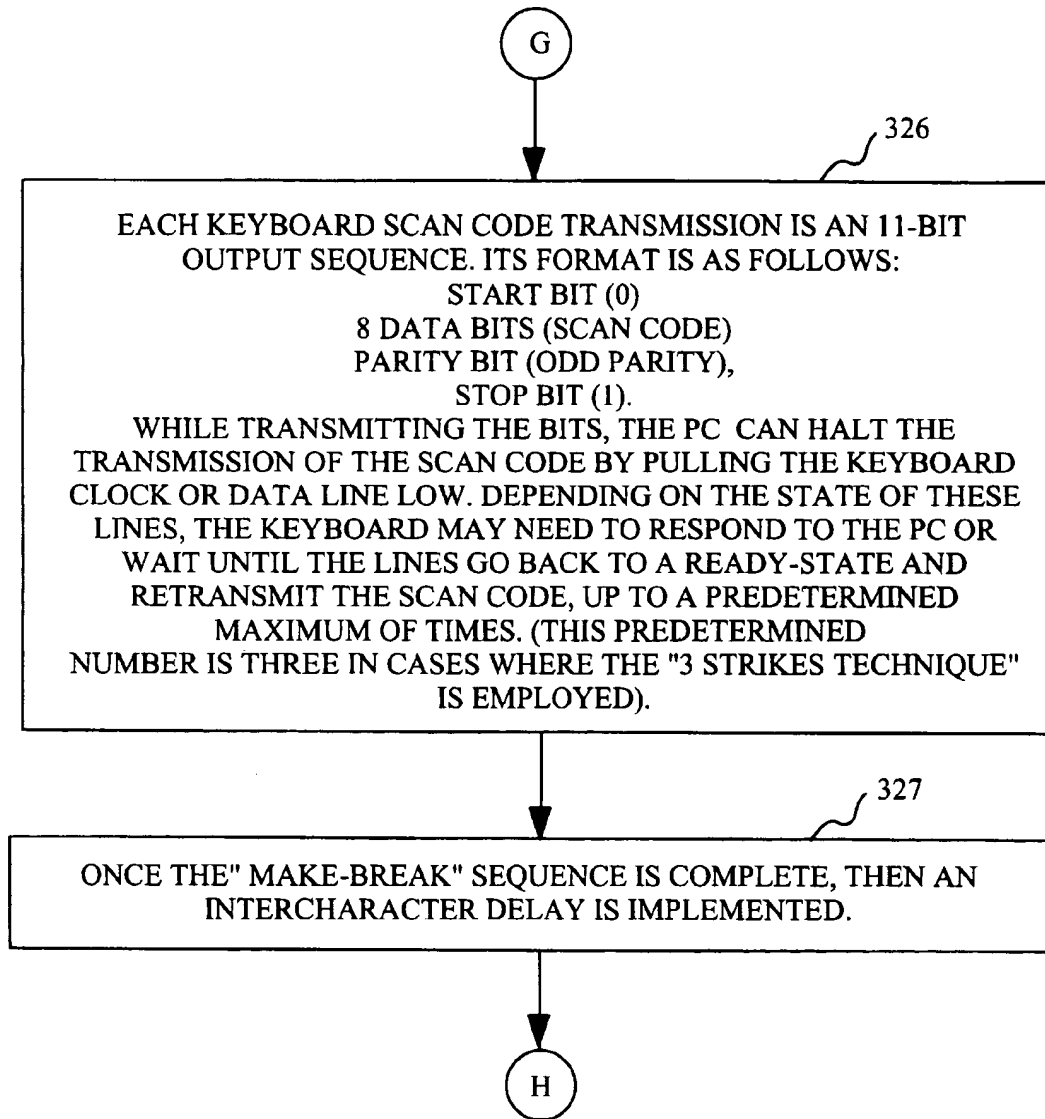 G
326
EACH KEYBOARD SCAN CODE TRANSMISSION IS AN 11-BIT
OUTPUT SEQUENCE. ITS FORMAT IS AS FOLLOWS:
START BIT (0)
8 DATA BITS (SCAN CODE)
PARITY BIT (ODD PARITY),
STOP BIT (1).
WHILE TRANSMITTING THE BITS, THE PC CAN HALT THE
TRANSMISSION OF THE SCAN CODE BY PULLING THE KEYBOARD
CLOCK OR DATA LINE LOW. DEPENDING ON THE STATE OF THESE
LINES, THE KEYBOARD MAY NEED TO RESPOND TO THE PC OR
WAIT UNTIL THE LINES GO BACK TO A READY-STATE AND
RETRANSMIT THE SCAN CODE, UP TO A PREDETERMINED
MAXIMUM OF TIMES. (THIS PREDETERMINED
NUMBER IS THREE IN CASES WHERE THE "3 STRIKES TECHNIQUE"
IS EMPLOYED).
327
ONCE THE" MAKE-BREAK" SEQUENCE IS COMPLETE, THEN AN
INTERCHARACTER DELAY IS IMPLEMENTED.
H